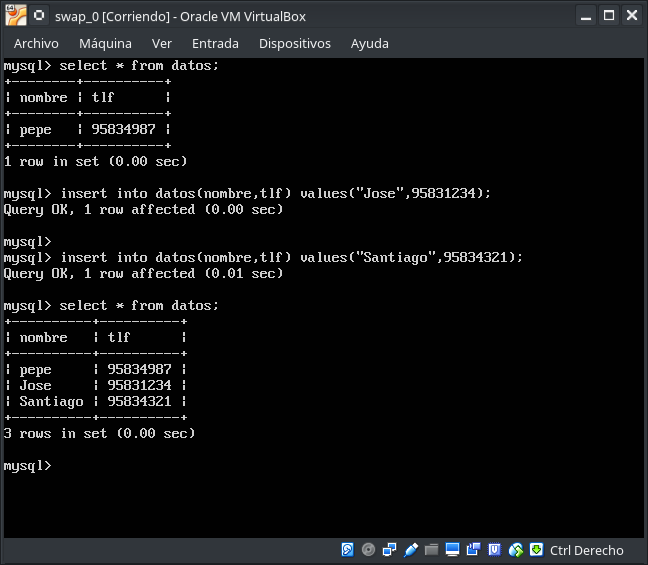 swap_0 [Corriendo] - Oracle VM VirtualBox
Archivo Máquina Ver Entrada Dispositivos Ayuda
mysql> select * from datos;
+--------+----------+
| nombre | tlf      |
+--------+----------+
| pepe   | 95834987 |
+--------+----------+
1 row in set (0.00 sec)

mysql> insert into datos(nombre,tlf) values("Jose",95831234);
Query OK, 1 row affected (0.00 sec)

mysql>
mysql> insert into datos(nombre,tlf) values("Santiago",95834321);
Query OK, 1 row affected (0.01 sec)

mysql> select * from datos;
+----------+----------+
| nombre   | tlf      |
+----------+----------+
| pepe     | 95834987 |
| Jose     | 95831234 |
| Santiago | 95834321 |
+----------+----------+
3 rows in set (0.00 sec)

mysql>
Ctrl Derecho